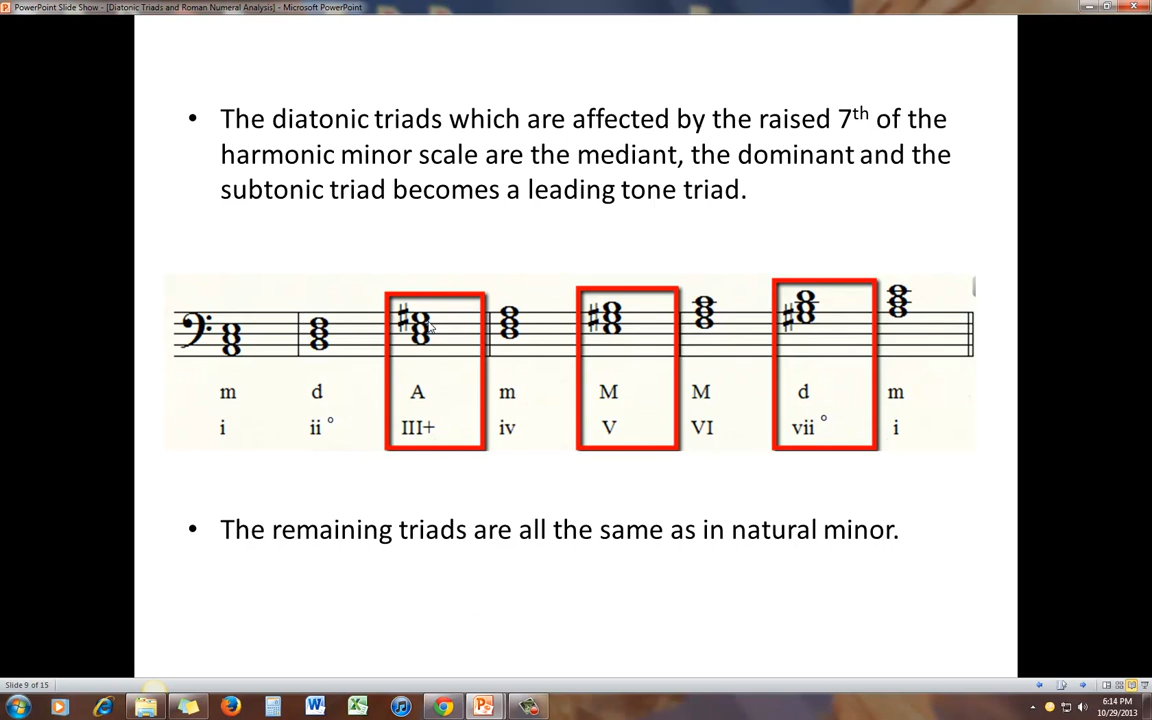 PowerPoint Slide Show - [Diatonic Triads and Roman Numeral Analysis] - Microsoft PowerPoint
• The diatonic triads which are affected by the raised 7th of the
harmonic minor scale are the mediant, the dominant and the
subtonic triad becomes a leading tone triad.
m d A m M M d m
i ii° III+ iv V VI vii° i
• The remaining triads are all the same as in natural minor.
Slide 9 of 15
6:14 PM
10/29/2013